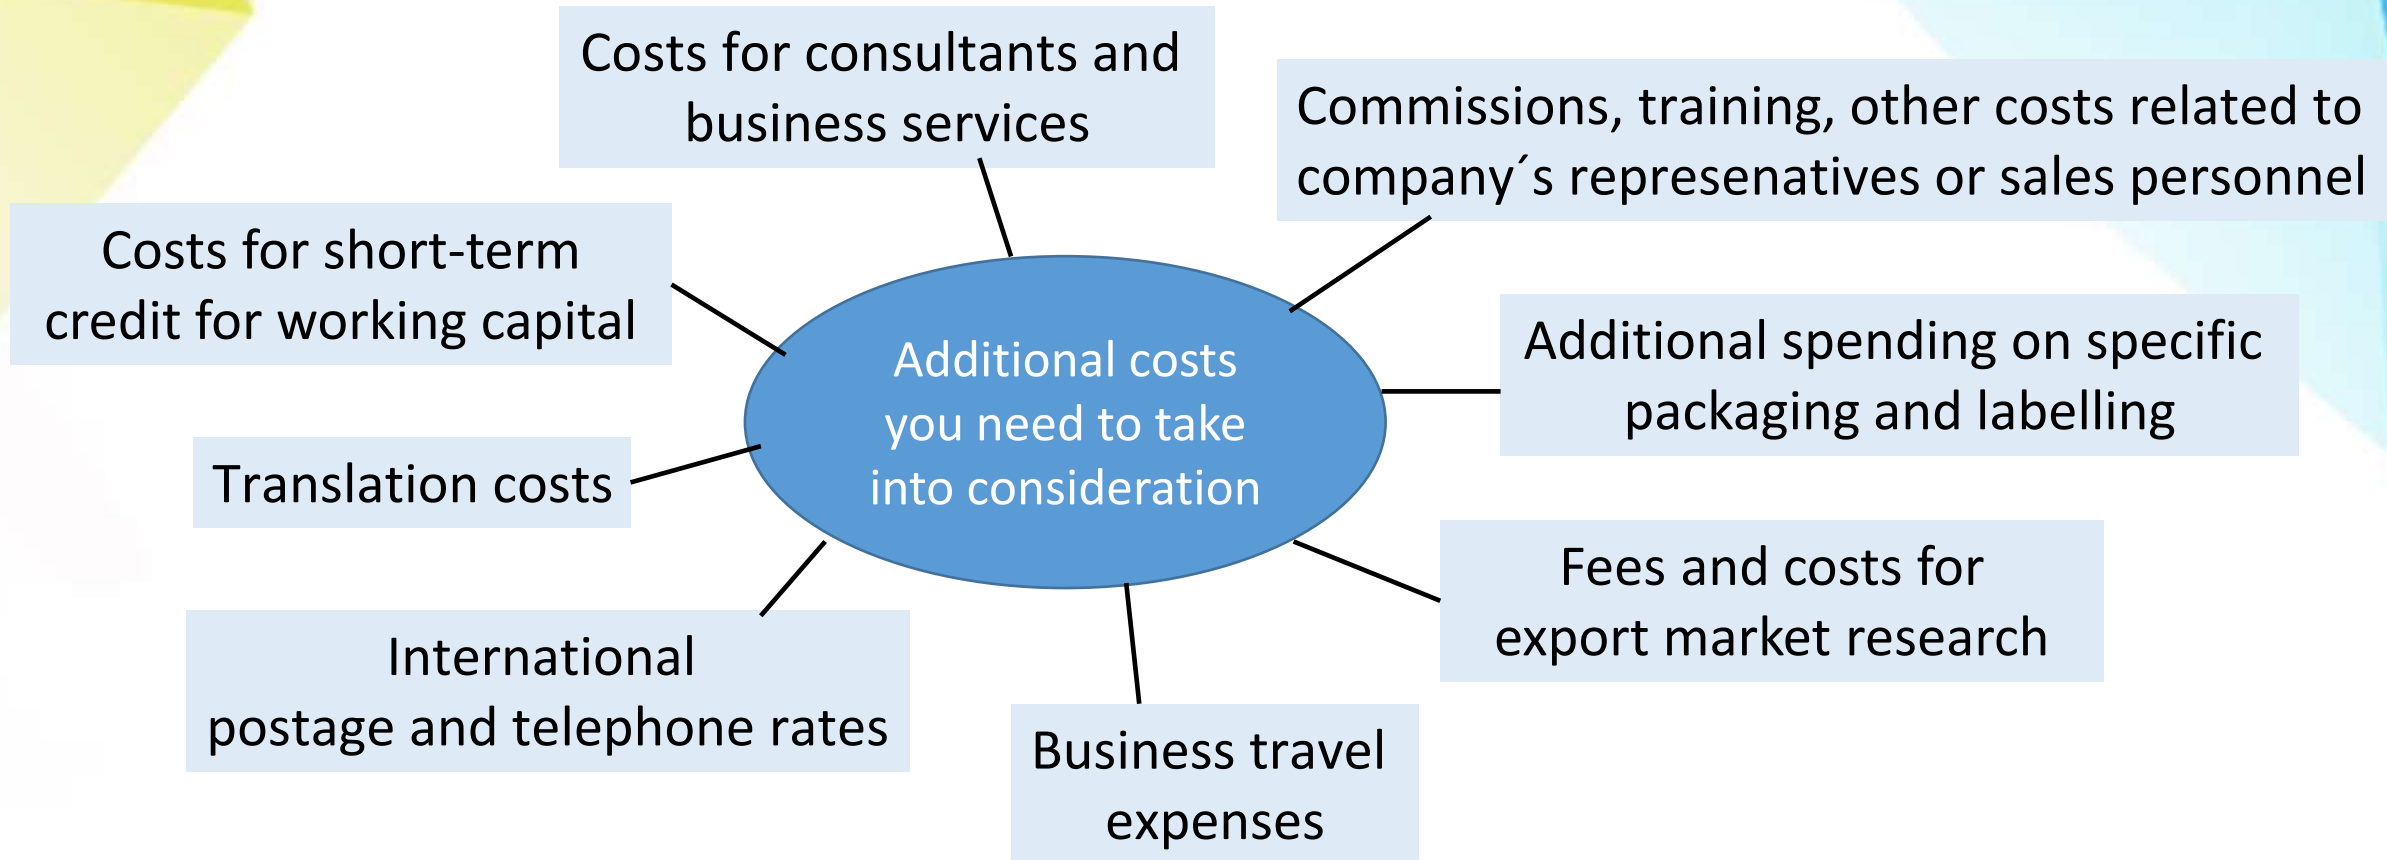 Costs for consultants and
business services
Commissions, training, other costs related to
company´s represenatives or sales personnel
Costs for short-term
credit for working capital
Additional costs
you need to take
into consideration
Additional spending on specific
packaging and labelling
Translation costs
Fees and costs for
export market research
International
postage and telephone rates
Business travel
expenses